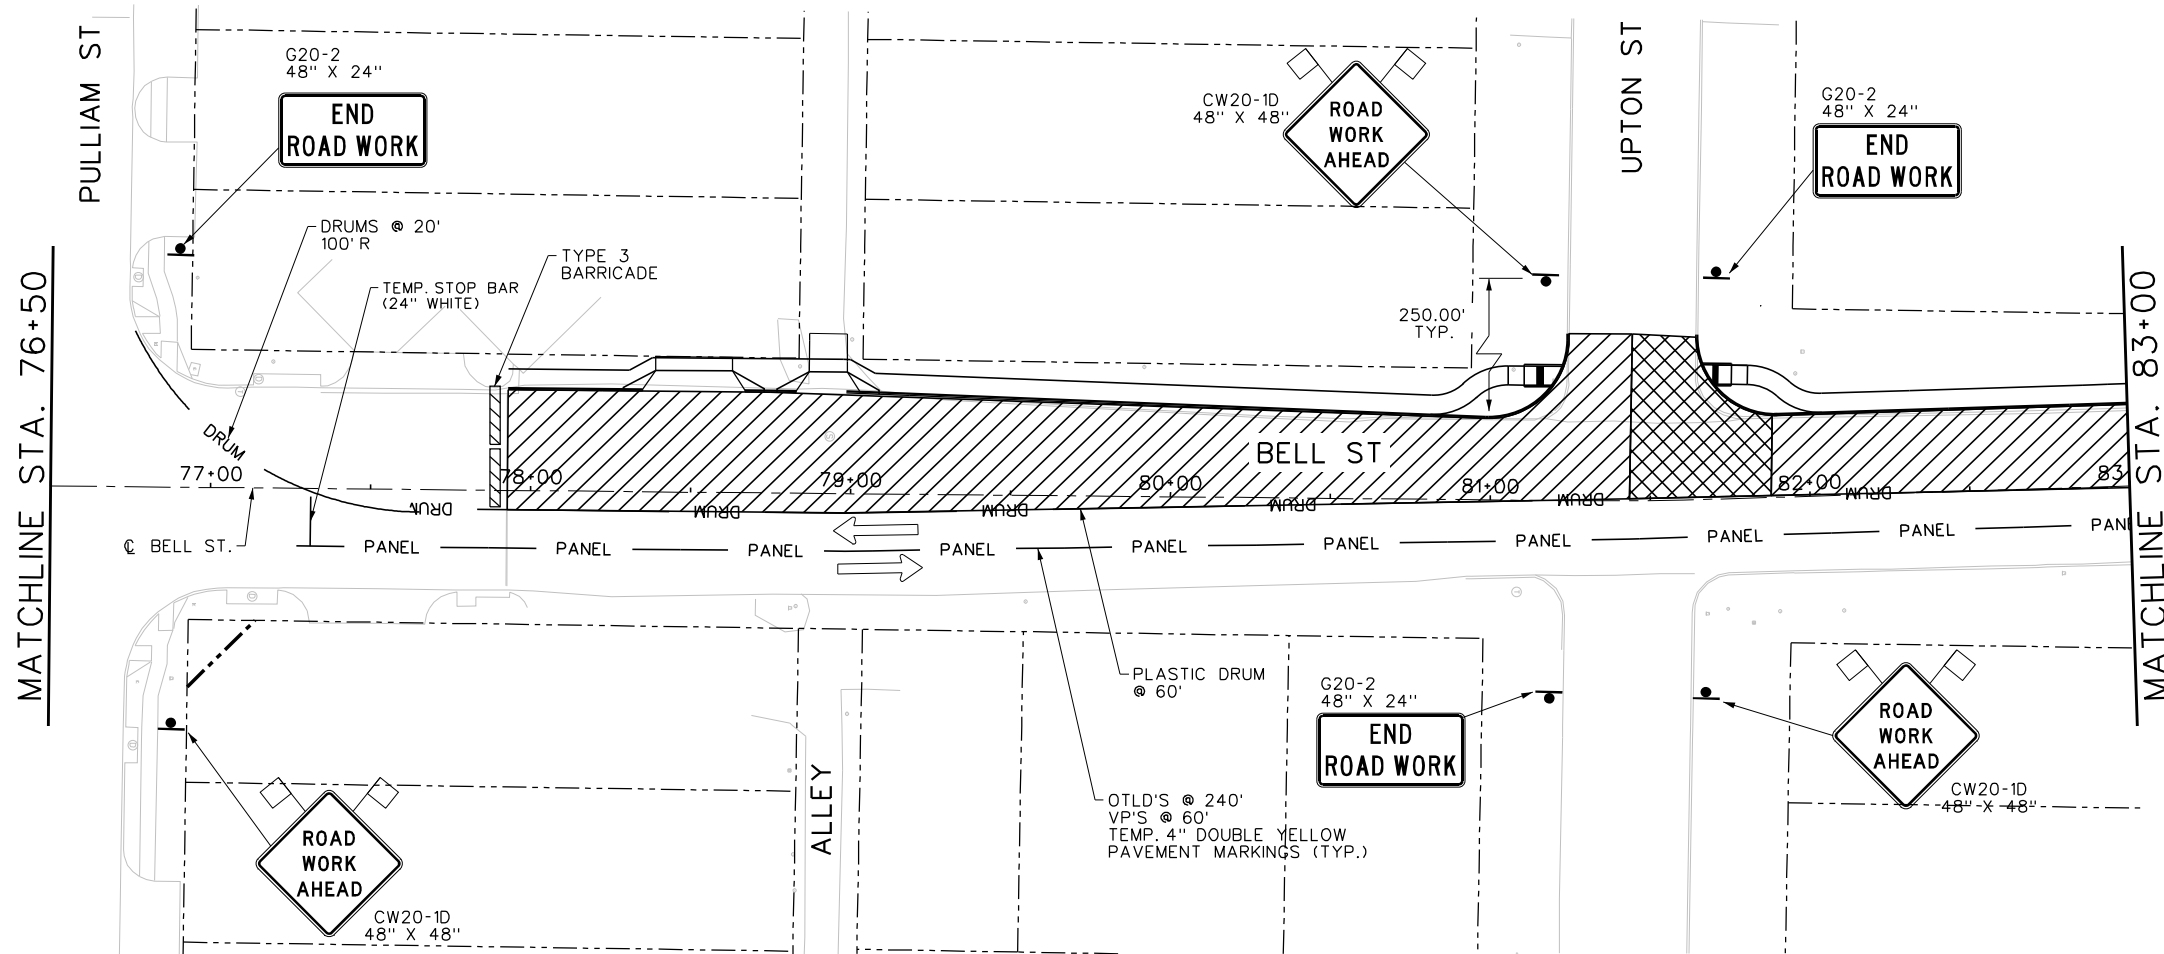 PULLIAM ST
G20-2
48" X 24"
END
ROAD WORK
DRUMS @ 20'
100' R
TEMP. STOP BAR
(24" WHITE)
TYPE 3
BARRICADE
CW20-1D
48" X 48"
ROAD
WORK
AHEAD
UPTON ST
G20-2
48" X 24"
END
ROAD WORK
250.00'
TYP.
MATCHLINE STA. 76+50
MATCHLINE STA. 83+00
DRUM
BELL ST
77+00
78+00
79+00
80+00
81+00
82+00
83
DRUM
DRUM
DRUM
DRUM
DRUM
DRUM
℄ BELL ST.
PANEL
PANEL
PANEL
PANEL
PANEL
PANEL
PANEL
PANEL
PANEL
PANE
PLASTIC DRUM
@ 60'
G20-2
48" X 24"
END
ROAD WORK
OTLD'S @ 240'
VP'S @ 60'
TEMP. 4" DOUBLE YELLOW
PAVEMENT MARKINGS (TYP.)
ALLEY
ROAD
WORK
AHEAD
CW20-1D
48" X 48"
ROAD
WORK
AHEAD
CW20-1D
48" X 48"